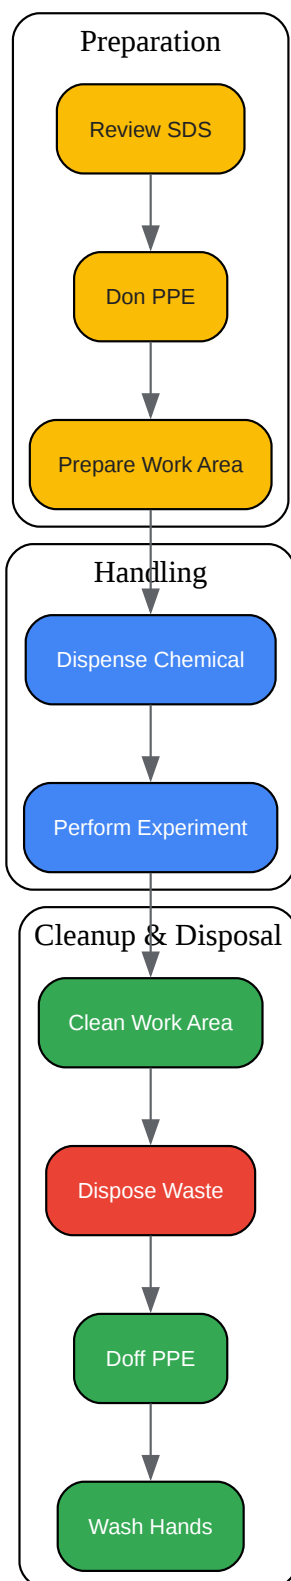 Preparation
Review SDS
Don PPE
Prepare Work Area
Handling
Dispense Chemical
Perform Experiment
Cleanup & Disposal
Clean Work Area
Dispose Waste
Doff PPE
Wash Hands